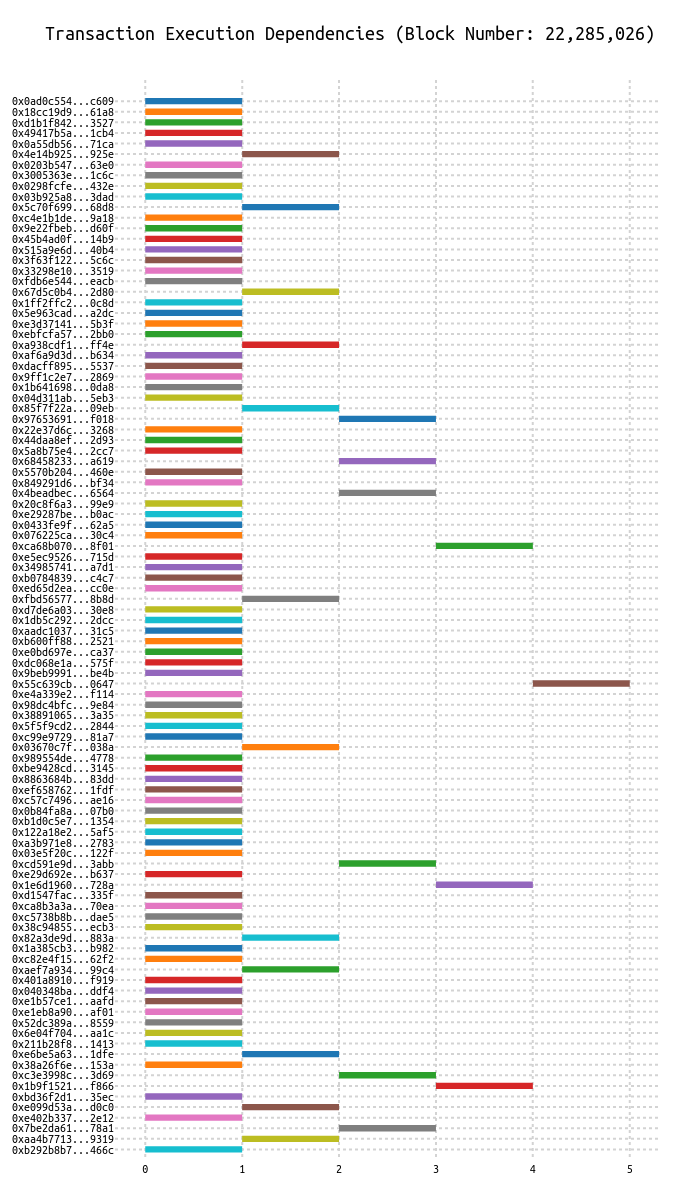 Transaction Execution Dependencies (Block Number: 22,285,026)
0x0ad0c554...c609
0x18cc19d9...61a8
0xd1b1f842...3527
0x49417b5a...1cb4
0x0a55db56...71ca
0x4e14b925...925e
0x0203b547...63e0
0x3005363e...1c6c
0x0298fcfe...432e
0x03b925a8...3dad
0x5c70f699...68d8
0xc4e1b1de...9a18
0x9e22fbeb...d60f
0x45b4ad0f...14b9
0x515a9e6d...40b4
0x3f63f122...5c6c
0x33298e10...3519
0xfdb6e544...eacb
0x67d5c0b4...2d80
0x1ff2ffc2...0c8d
0x5e963cad...a2dc
0xe3d37141...5b3f
0xebfcfa57...2bb0
0xa938cdf1...ff4e
0xaf6a9d3d...b634
0xdacff895...5537
0x9ff1c2e7...2869
0x1b641698...0da8
0x04d311ab...5eb3
0x85f7f22a...09eb
0x97653691...f018
0x22e37d6c...3268
0x44daa8ef...2d93
0x5a8b75e4...2cc7
0x68458233...a619
0x5570b204...460e
0x849291d6...bf34
0x4beadbec...6564
0x20c8f6a3...99e9
0xe29287be...b0ac
0x0433fe9f...62a5
0x076225ca...30c4
0xca68b070...8f01
0xe5ec9526...715d
0x34985741...a7d1
0xb0784839...c4c7
0xed65d2ea...cc0e
0xfbd56577...8b8d
0xd7de6a03...30e8
0x1db5c292...2dcc
0xaadc1037...31c5
0xb600ff88...2521
0xe0bd697e...ca37
0xdc068e1a...575f
0x9beb9991...be4b
0x55c639cb...0647
0xe4a339e2...f114
0x98dc4bfc...9e84
0x38891065...3a35
0x5f5f9cd2...2844
0xc99e9729...81a7
0x03670c7f...038a
0x989554de...4778
0xbe9428cd...3145
0x8863684b...83dd
0xef658762...1fdf
0xc57c7496...ae16
0x0b84fa8a...07b0
0xb1d0c5e7...1354
0x122a18e2...5af5
0xa3b971e8...2783
0x03e5f20c...122f
0xcd591e9d...3abb
0xe29d692e...b637
0x1e6d1960...728a
0xd1547fac...335f
0xca8b3a3a...70ea
0xc5738b8b...dae5
0x38c94855...ecb3
0x82a3de9d...883a
0x1a385cb3...b982
0xc82e4f15...62f2
0xaef7a934...99c4
0x401a8910...f919
0x040348ba...ddf4
0xe1b57ce1...aafd
0xe1eb8a90...af01
0x52dc389a...8559
0x6e04f704...aa1c
0x211b28f8...1413
0xe6be5a63...1dfe
0x38a26f6e...153a
0xc3e3998c...3d69
0x1b9f1521...f866
0xbd36f2d1...35ec
0xe099d53a...d0c0
0xe402b337...2e12
0x7be2da61...78a1
0xaa4b7713...9319
0xb292b8b7...466c
0 1 2 3 4 5